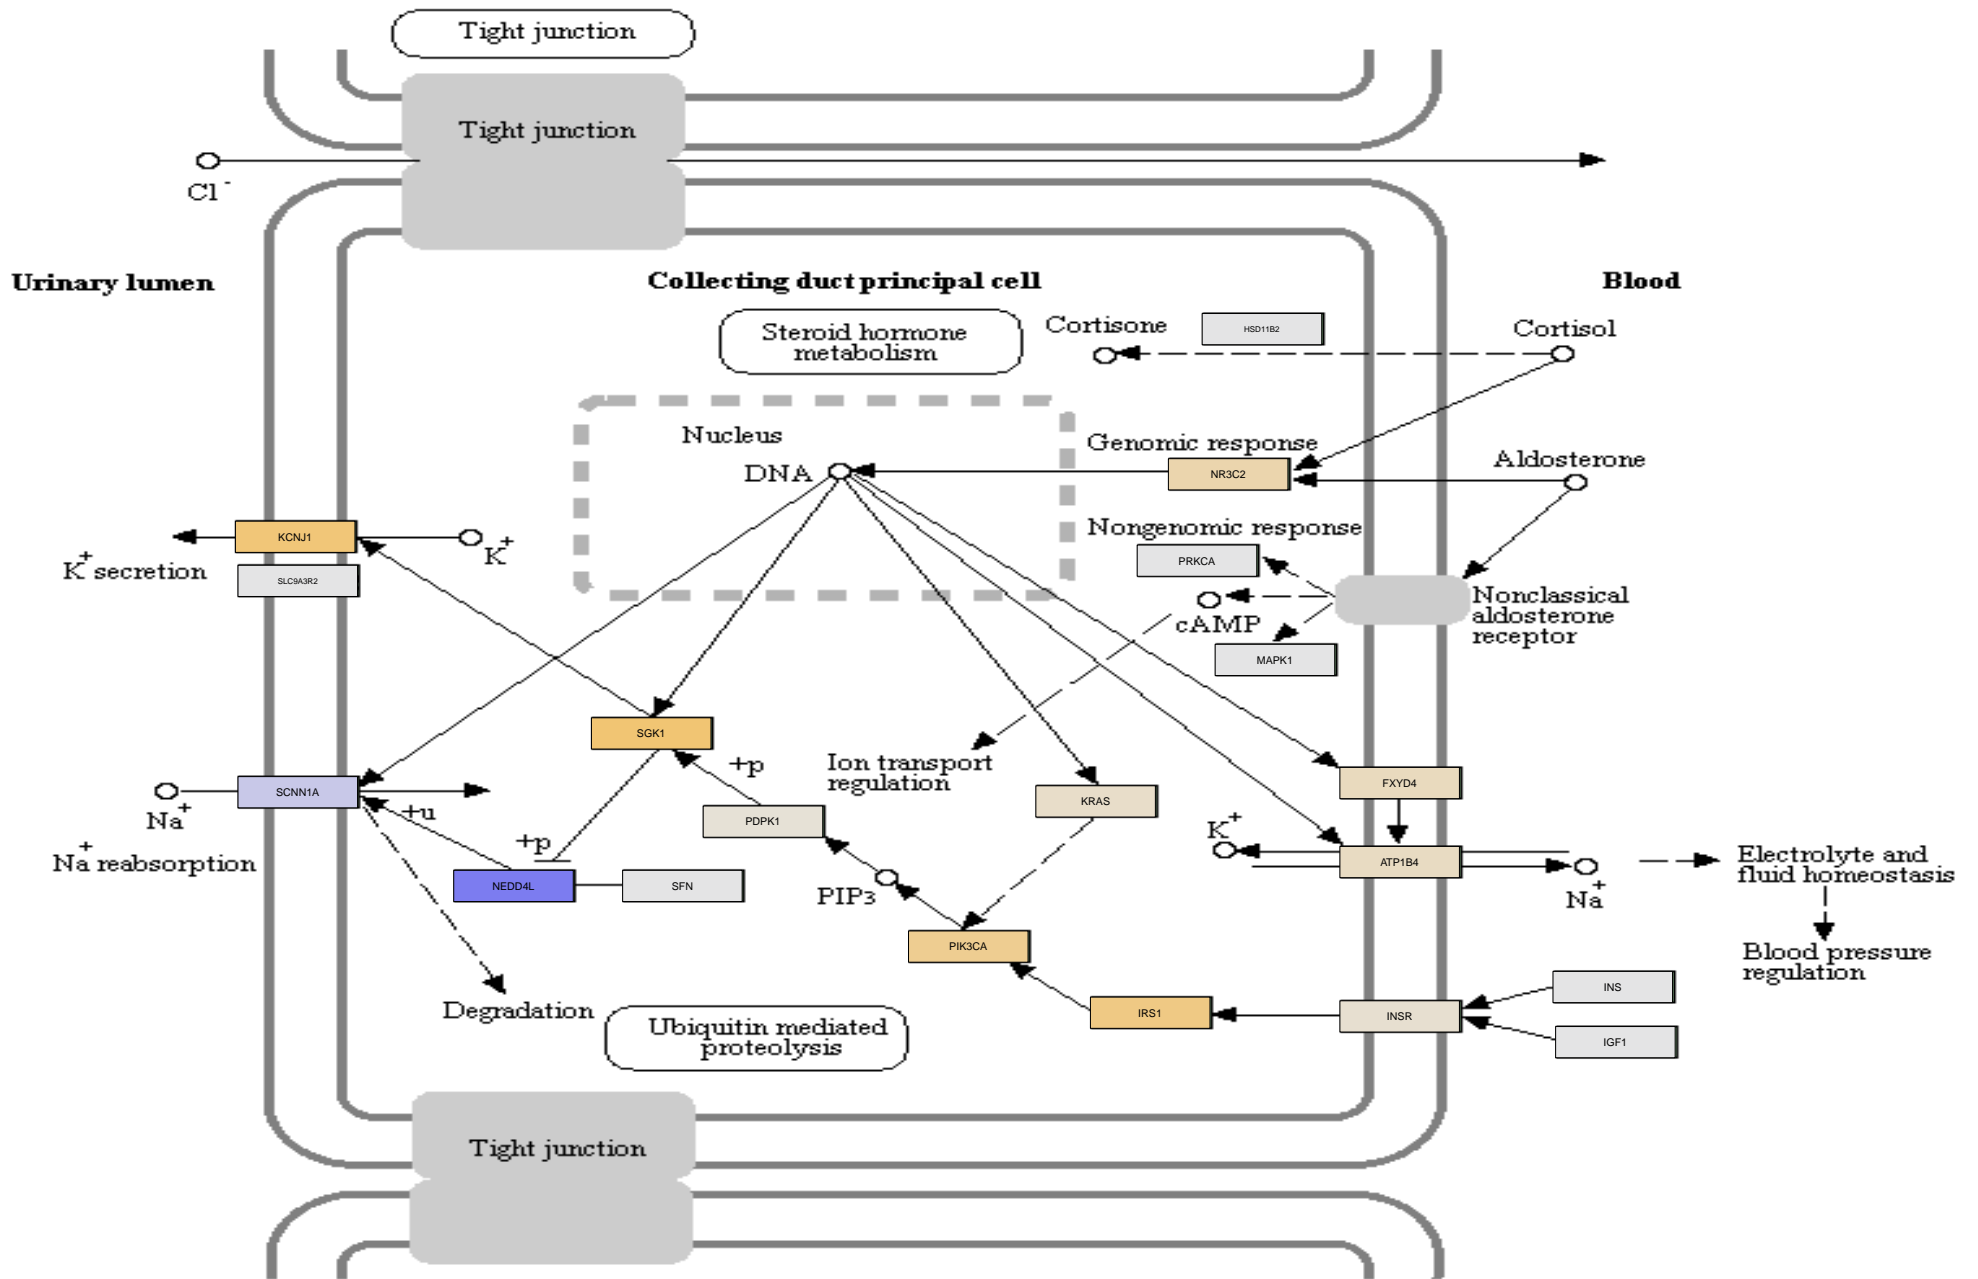 Tight junction
Tight junction
Cl -
Urinary lumen
Collecting duct principal cell
Blood
Steroid hormone
metabolism
Cortisone
HSD11B2
Cortisol
Nucleus
DNA
Genomic response
NR3C2
Aldosterone
KCNJ1
K+
K+ secretion
SLC9A3R2
Nongenomic response
PRKCA
cAMP
MAPK1
Nonclassical
aldosterone
receptor
SGK1
+p
Ion transport
regulation
KRAS
FXYD4
SCNN1A
Na+
Na+ reabsorption
+u
+p
PDPK1
K+
ATP1B4
Na+
Electrolyte and
fluid homeostasis
NEDD4L
SFN
PIP3
PIK3CA
Blood pressure
regulation
Degradation
Ubiquitin mediated
proteolysis
IRS1
INSR
INS
IGF1
Tight junction